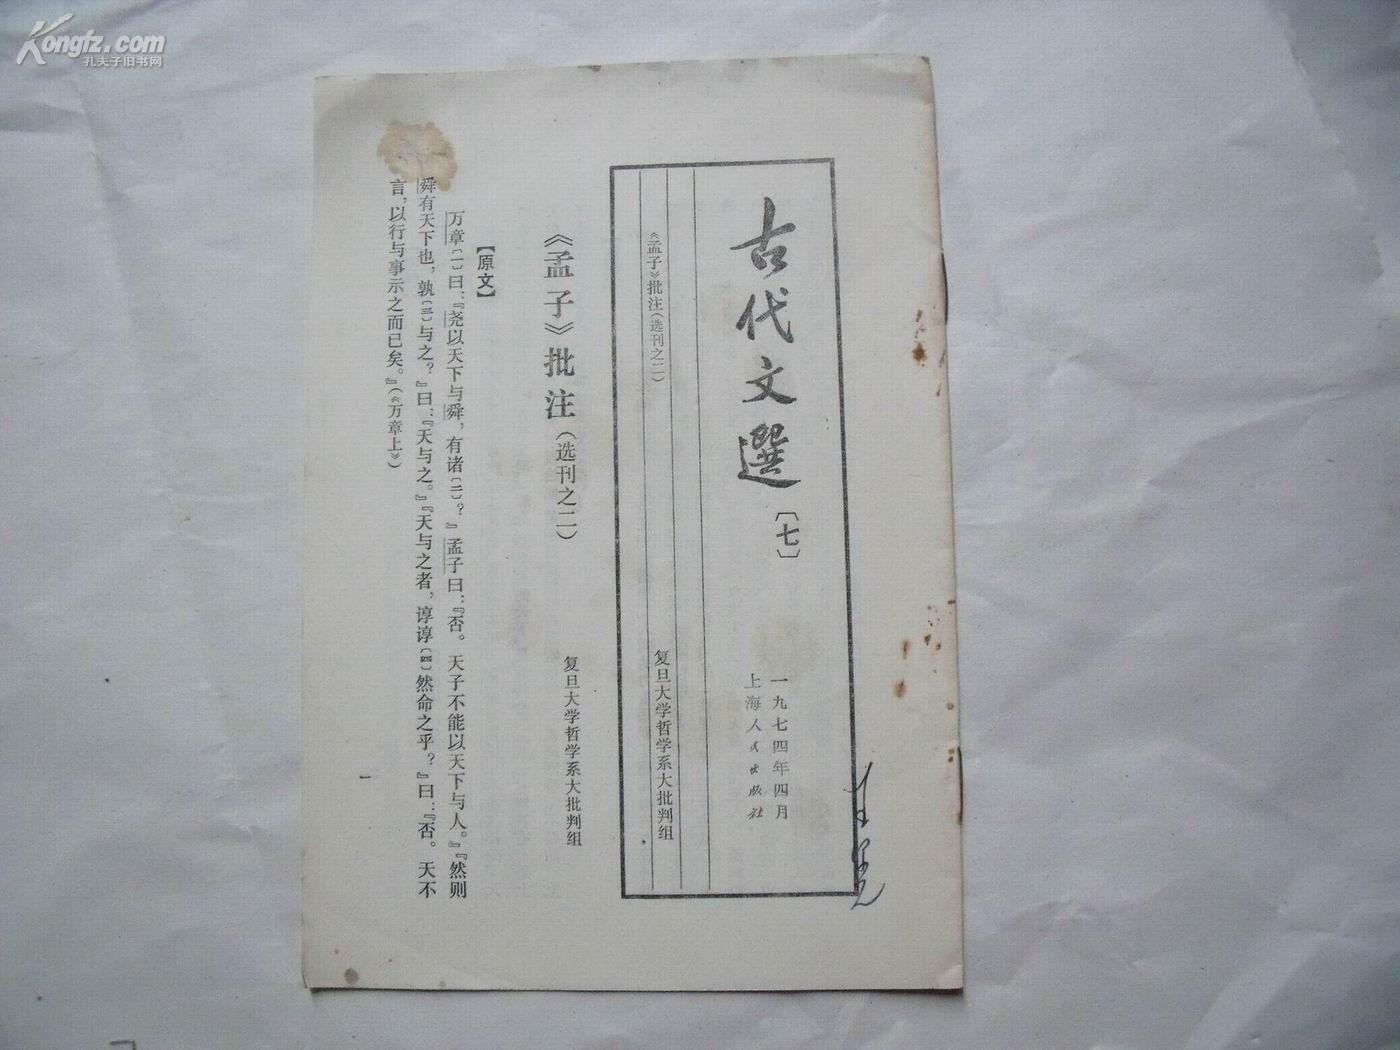 Kongfz.com
孔夫子旧书网
古代文選〔七〕
一九七四年四月
上海人民出版社
《孟子》批注(选刊之二) 复旦大学哲学系大批判组
《孟子》批注(选刊之二) 复旦大学哲学系大批判组
【原文】
万章〔一〕曰:『尧以天下与舜,有诸〔二〕?』孟子曰:『否。天子不能以天下与人。』『然则
舜有天下也,孰〔三〕与之?』曰:『天与之。』『天与之者,谆谆〔四〕然命之乎?』曰:『否。天不
言,以行与事示之而已矣。』(《万章上》)
一